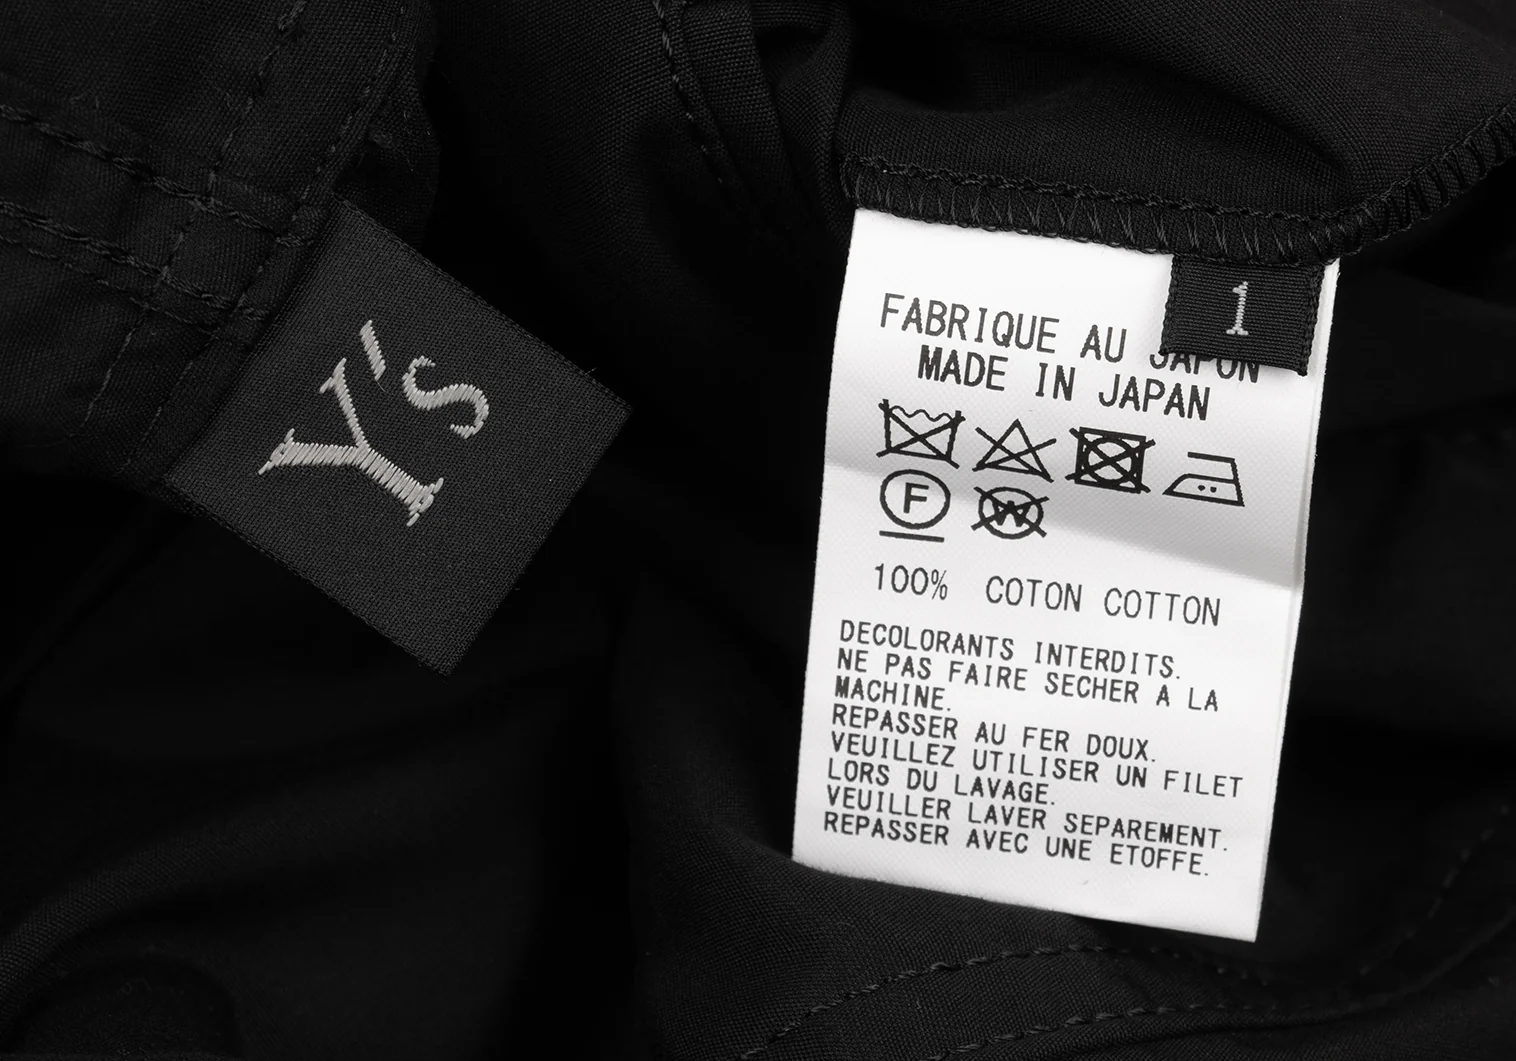 Y's
1
FABRIQUE AU JAPON
MADE IN JAPAN
F W
100% COTON COTTON
DECOLORANTS INTERDITS.
NE PAS FAIRE SECHER A LA
MACHINE.
REPASSER AU FER DOUX.
VEUILLEZ UTILISER UN FILET
LORS DU LAVAGE.
VEUILLER LAVER SEPAREMENT.
REPASSER AVEC UNE ETOFFE.